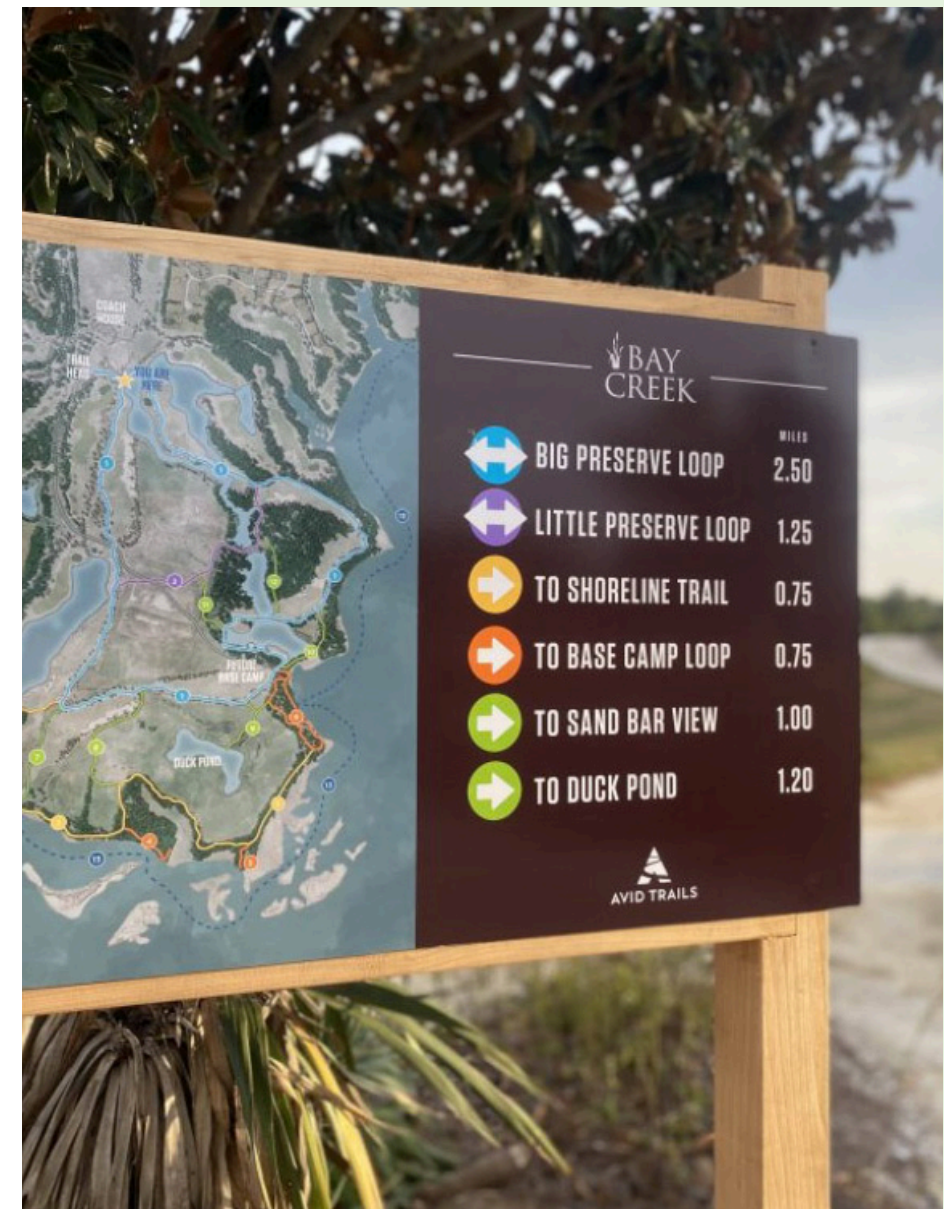 COACH
HOUSE
TRAIL
HEAD
YOU ARE
HERE
BASE CAMP
DUCK POND
BAY
CREEK
MILES
BIG PRESERVE LOOP 2.50
LITTLE PRESERVE LOOP 1.25
TO SHORELINE TRAIL 0.75
TO BASE CAMP LOOP 0.75
TO SAND BAR VIEW 1.00
TO DUCK POND 1.20
AVID TRAILS